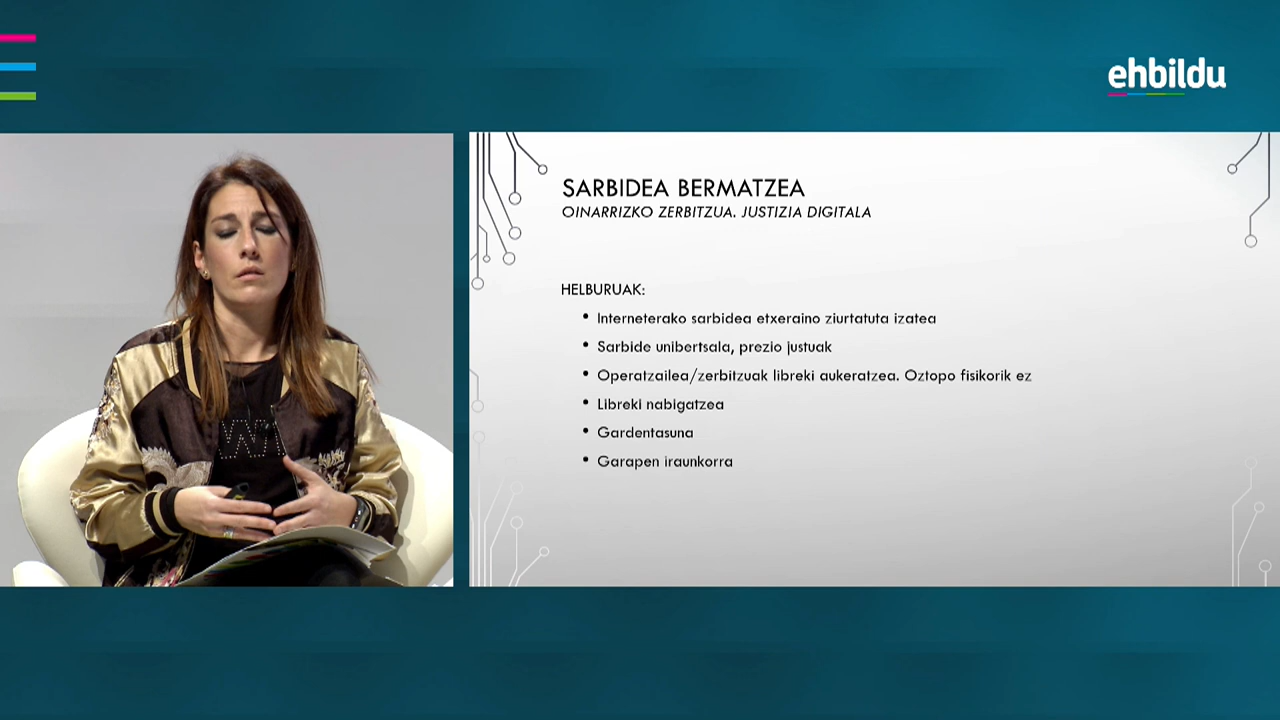 ehbildu
SARBIDEA BERMATZEA
OINARRIZKO ZERBITZUA. JUSTIZIA DIGITALA
HELBURUAK:
• Interneterako sarbidea etxeraino ziurtatuta izatea
• Sarbide unibertsala, prezio justuak
• Operatzailea/zerbitzuak libreki aukeratzea. Oztopo fisikorik ez
• Libreki nabigatzea
• Gardentasuna
• Garapen iraunkorra